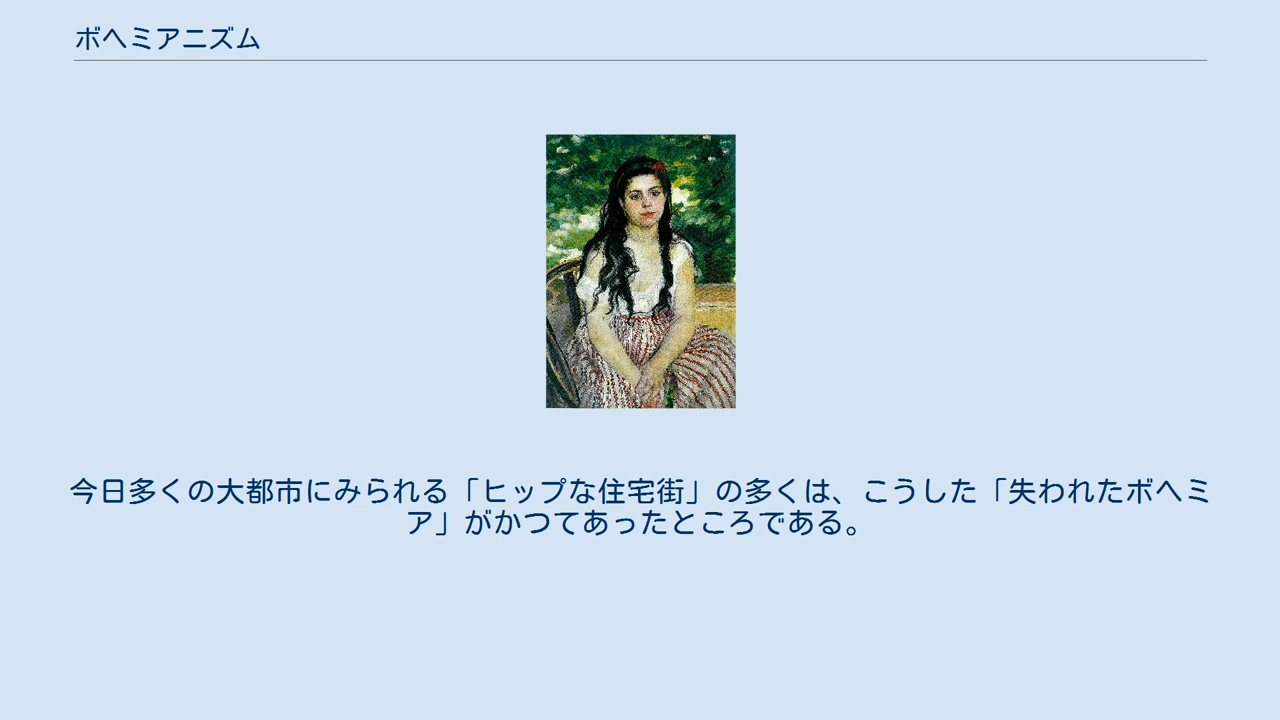 ボヘミアニズム
今日多くの大都市にみられる「ヒップな住宅街」の多くは、こうした「失われたボヘミ
ア」がかつてあったところである。